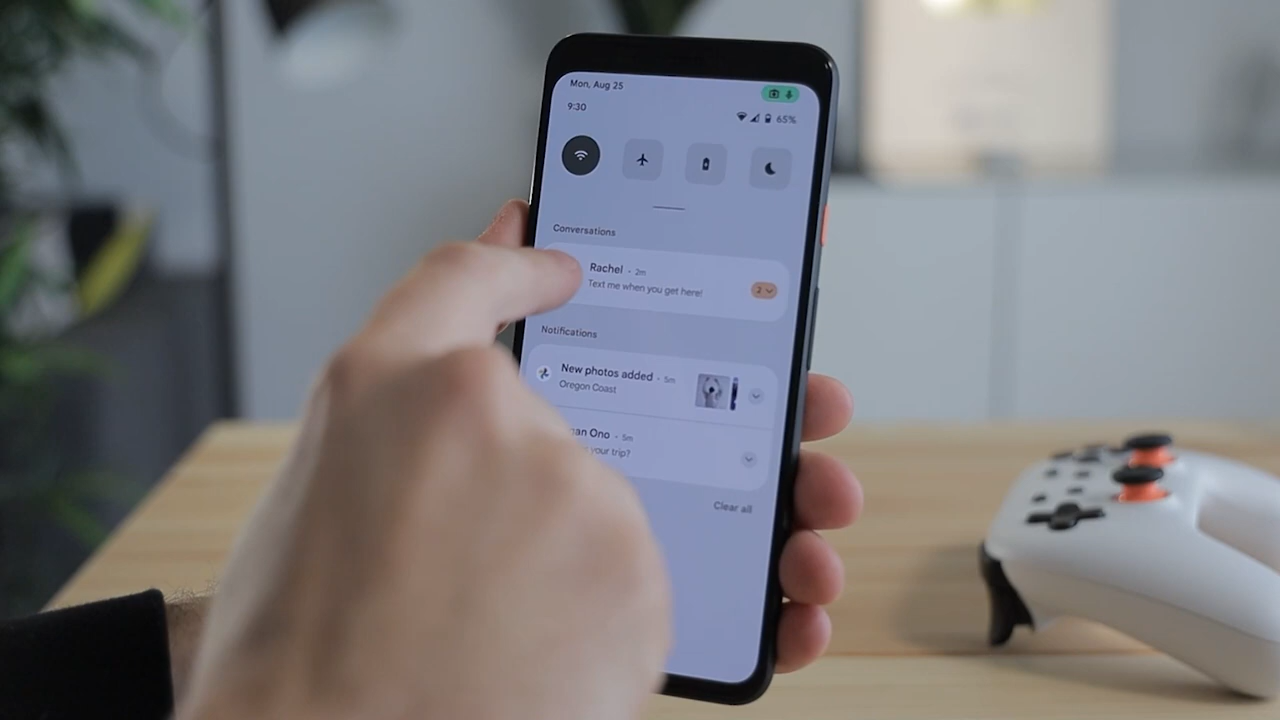 Mon, Aug 25
9:30
65%
Conversations
Rachel · 2m
Text me when you get here!
2
Notifications
New photos added · 5m
Oregon Coast
Ono · 5m
your trip?
Clear all